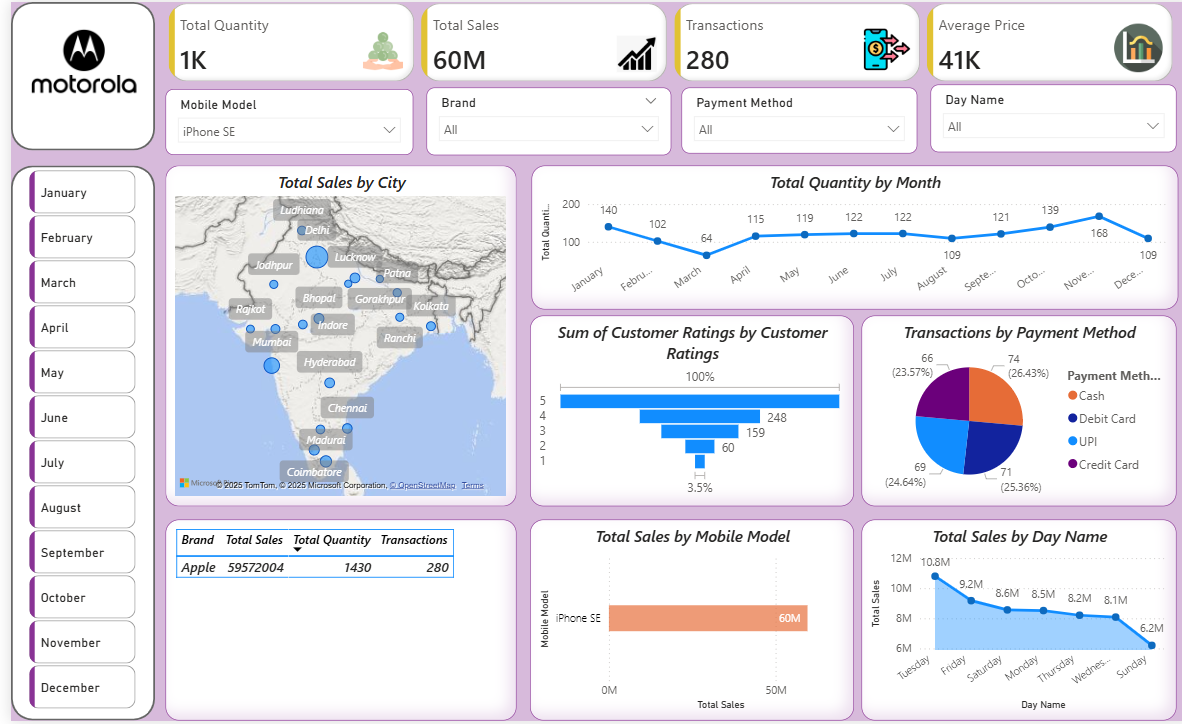 motorola
Total Quantity
1K
Total Sales
60M
Transactions
280
Average Price
41K
Mobile Model
iPhone SE
Brand
All
Payment Method
All
Day Name
All
January
February
March
April
May
June
July
August
September
October
November
December
Total Sales by City
Ludhiana
Delhi
Lucknow
Jodhpur
Patna
Bhopal
Gorakhpur
Kolkata
Rajkot
Indore
Ranchi
Mumbai
Hyderabad
Chennai
Madurai
Coimbatore
© 2025 TomTom, © 2025 Microsoft Corporation, © OpenStreetMap Terms
Total Quantity by Month
Total Quanti...
200
100
140
102
64
115
119
122
122
109
121
139
168
109
January
Febru...
March
April
May
June
July
August
Septe...
Octo...
Nove...
Dece...
Sum of Customer Ratings by Customer
Ratings
100%
5
4
248
3
159
2
60
1
3.5%
Transactions by Payment Method
66
(23.57%)
74
(26.43%)
69
(24.64%)
71
(25.36%)
Payment Meth...
Cash
Debit Card
UPI
Credit Card
Brand Total Sales Total Quantity Transactions
Apple 59572004 1430 280
Total Sales by Mobile Model
Mobile Model
iPhone SE
60M
0M 50M
Total Sales
Total Sales by Day Name
Total Sales
12M
10M
8M
6M
10.8M
9.2M
8.6M
8.5M
8.2M
8.1M
6.2M
Tuesday
Friday
Saturday
Monday
Thursday
Wednes...
Sunday
Day Name